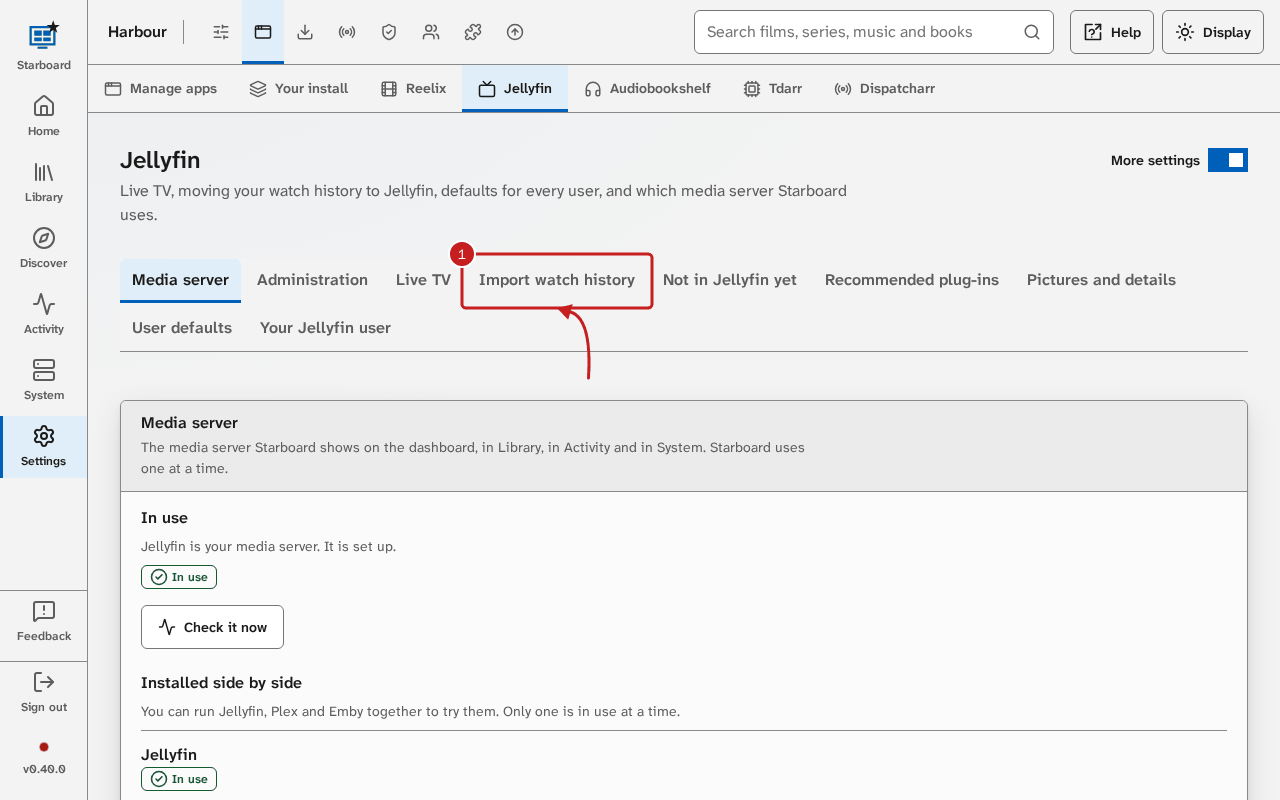 Starboard
Home
Library
Discover
Activity
System
Settings
Feedback
Sign out
v0.40.0
Harbour
Search films, series, music and books
Help
Display
Manage apps
Your install
Reelix
Jellyfin
Audiobookshelf
Tdarr
Dispatcharr
Jellyfin
More settings
Live TV, moving your watch history to Jellyfin, defaults for every user, and which media server Starboard
uses.
1
Media server
Administration
Live TV
Import watch history
Not in Jellyfin yet
Recommended plug-ins
Pictures and details
User defaults
Your Jellyfin user
Media server
The media server Starboard shows on the dashboard, in Library, in Activity and in System. Starboard uses
one at a time.
In use
Jellyfin is your media server. It is set up.
In use
Check it now
Installed side by side
You can run Jellyfin, Plex and Emby together to try them. Only one is in use at a time.
Jellyfin
In use